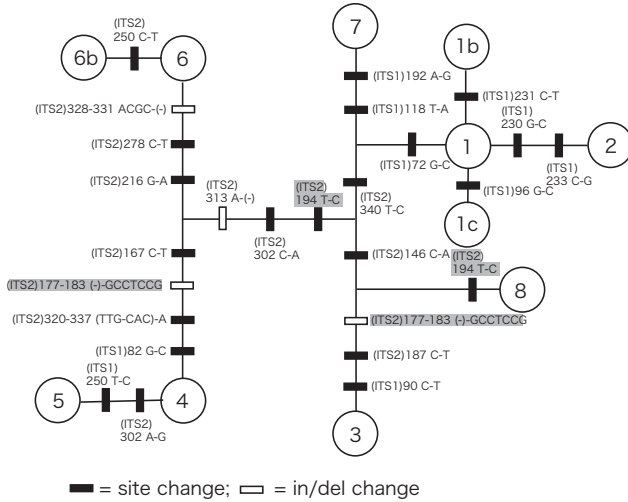 (ITS2)
250 C-T
6b
6
7
1b
(ITS2)328-331 ACGC-(-)
(ITS1)192 A-G
(ITS1)231 C-T
(ITS1)118 T-A
(ITS1)
230 G-C
(ITS2)278 C-T
1
2
(ITS1)72 G-C
(ITS1)
233 C-G
(ITS2)216 G-A
(ITS2)
313 A-(-)
(ITS2)
194 T-C
(ITS2)
340 T-C
(ITS1)96 G-C
1c
(ITS2)
302 C-A
(ITS2)167 C-T
(ITS2)146 C-A
(ITS2)
194 T-C
(ITS2)177-183 (-)-GCCTCCG
8
(ITS2)320-337 (TTG-CAC)-A
(ITS2)177-183 (-)-GCCTCCG
(ITS1)82 G-C
(ITS2)187 C-T
(ITS1)
250 T-C
(ITS1)90 C-T
5
4
(ITS2)
302 A-G
3
= site change; = in/del change